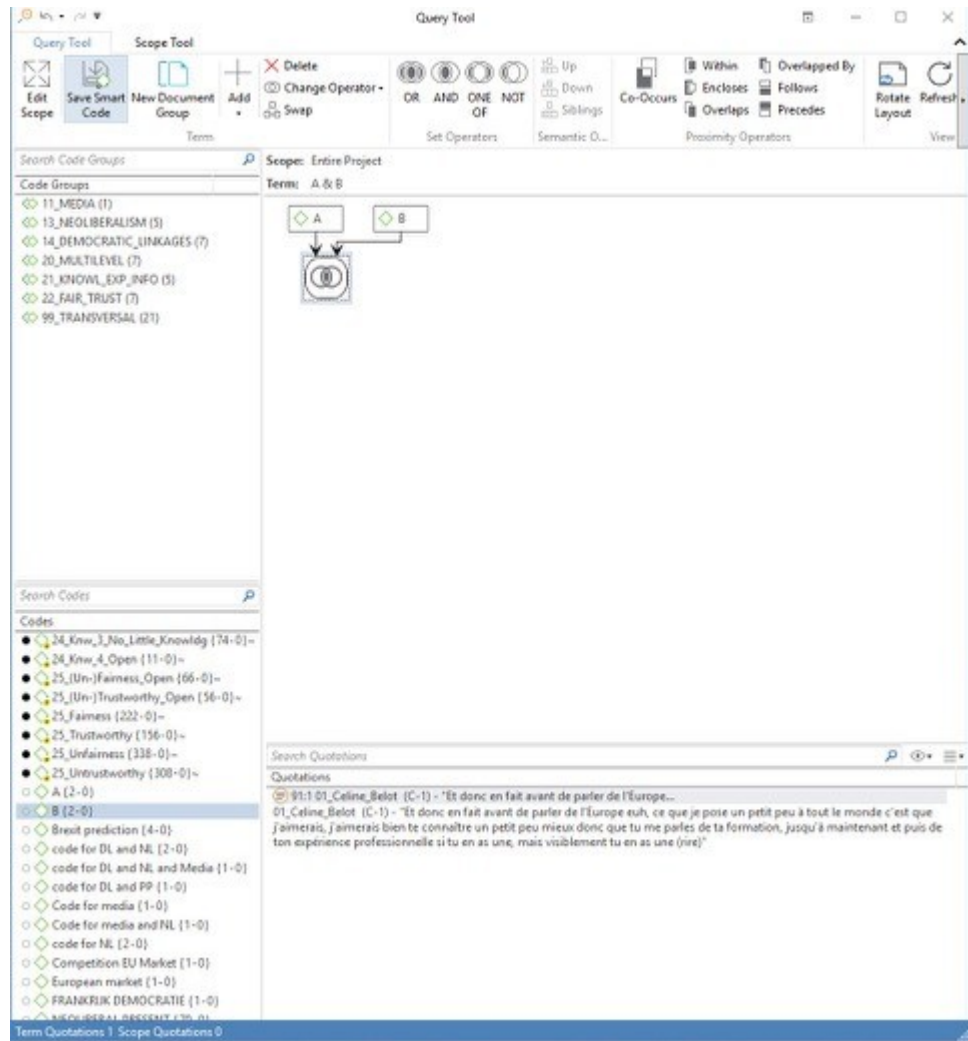 Query Tool
Query Tool Scope Tool
Edit Scope
Save Smart Code
New Document Group
Add
Delete
Change Operator
Swap
Term
OR AND ONE OF NOT
Set Operators
Up
Down
Siblings
Semantic O...
Co-Occurs
Within
Encloses
Overlaps
Overlapped By
Follows
Precedes
Proximity Operators
Rotate Layout
Refresh
View
Search Code Groups
Code Groups
11_MEDIA (1)
13_NEOLIBERALISM (5)
14_DEMOCRATIC_LINKAGES (7)
20_MULTILEVEL (7)
21_KNOWL_EXP_INFO (5)
22_FAIR_TRUST (7)
99_TRANSVERSAL (21)
Scope: Entire Project
Term: A & B
A
B
Search Codes
Codes
24_Knw_3_No_Little_Knowldg {74-0}~
24_Knw_4_Open {11-0}~
25_(Un-)Fairness_Open {66-0}~
25_(Un-)Trustworthy_Open {56-0}~
25_Fairness {222-0}~
25_Trustworthy {156-0}~
25_Unfairness {338-0}~
25_Untrustworthy {308-0}~
A {2-0}
B {2-0}
Brexit prediction {4-0}
code for DL and NL {2-0}
code for DL and NL and Media {1-0}
code for DL and PP {1-0}
Code for media {1-0}
Code for media and NL {1-0}
code for NL {2-0}
Competition EU Market {1-0}
European market {1-0}
FRANKRIJK DEMOCRATIE {1-0}
Search Quotations
Quotations
91:1 01_Celine_Belot (C-1) - "Et donc en fait avant de parler de l'Europe...
01_Celine_Belot (C-1) - "Et donc en fait avant de parler de l'Europe euh, ce que je pose un petit peu à tout le monde c'est que
j'aimerais, j'aimerais bien te connaître un petit peu mieux donc que tu me parles de ta formation, jusqu'à maintenant et puis de
ton expérience professionnelle si tu en as une, mais visiblement tu en as une (rire)"
Term Quotations 1 Scope Quotations 0